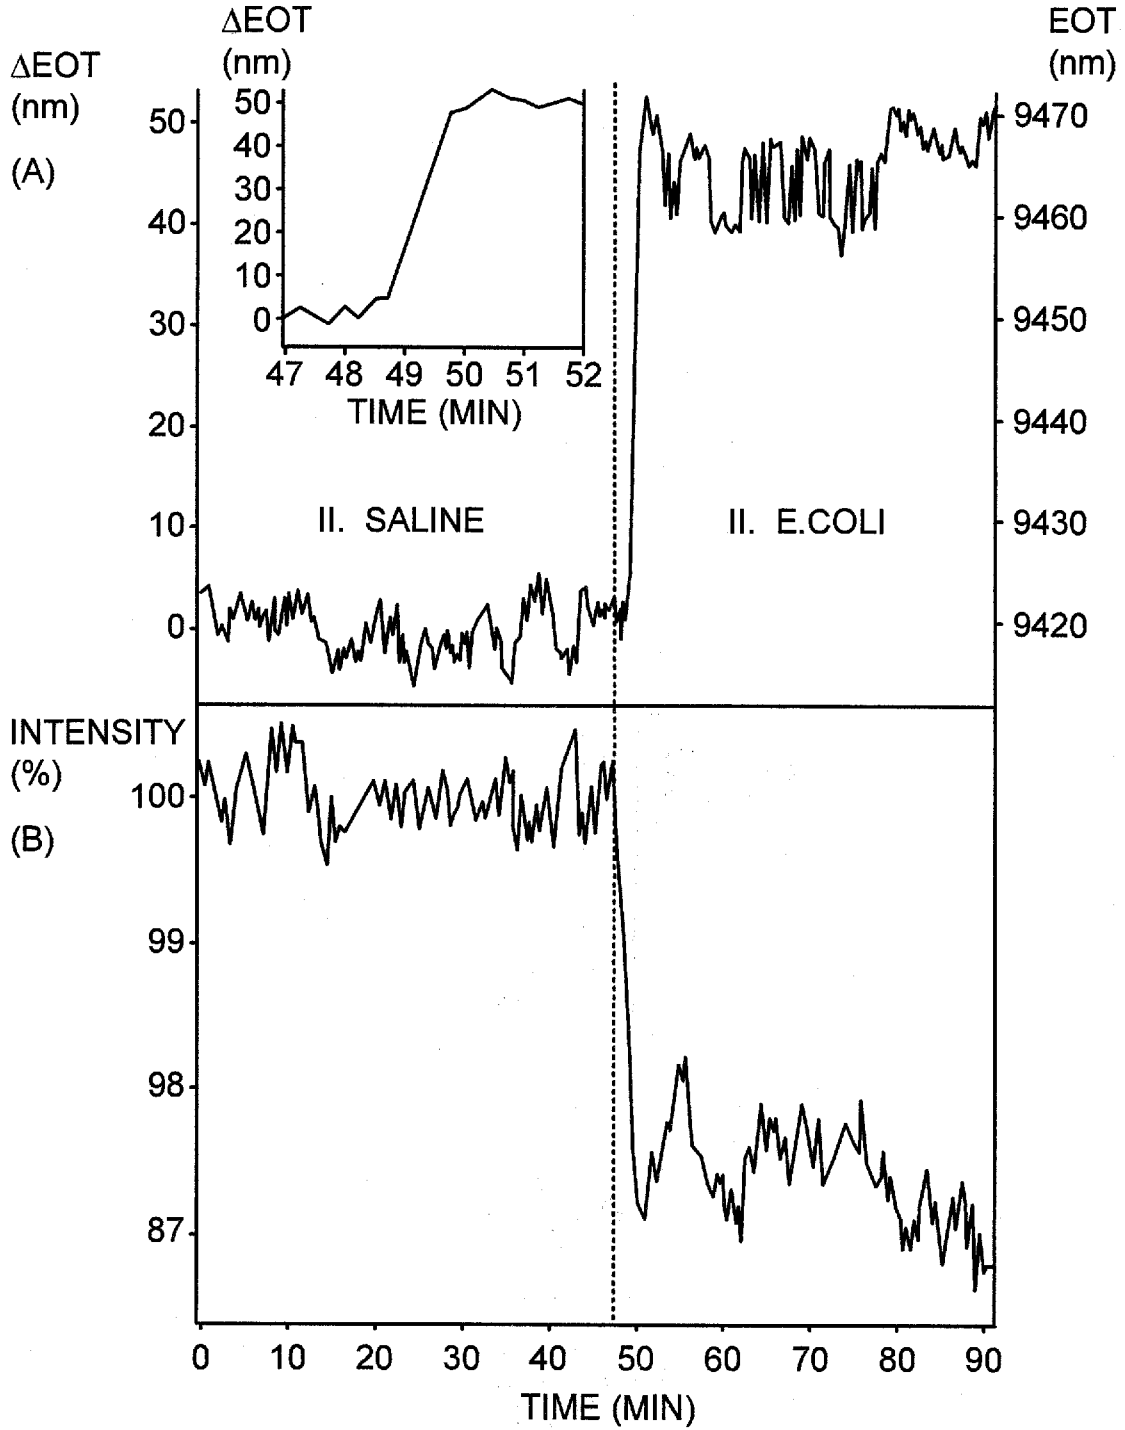 ΔEOT
(nm)
(A)
50
40
30
20
10
0
ΔEOT
(nm)
50
40
30
20
10
0
47 48 49 50 51 52
TIME (MIN)
EOT
(nm)
9470
9460
9450
9440
9430
9420
II. SALINE
II. E.COLI
INTENSITY
(%)
(B)
100
99
98
87
0 10 20 30 40 50 60 70 80 90
TIME (MIN)